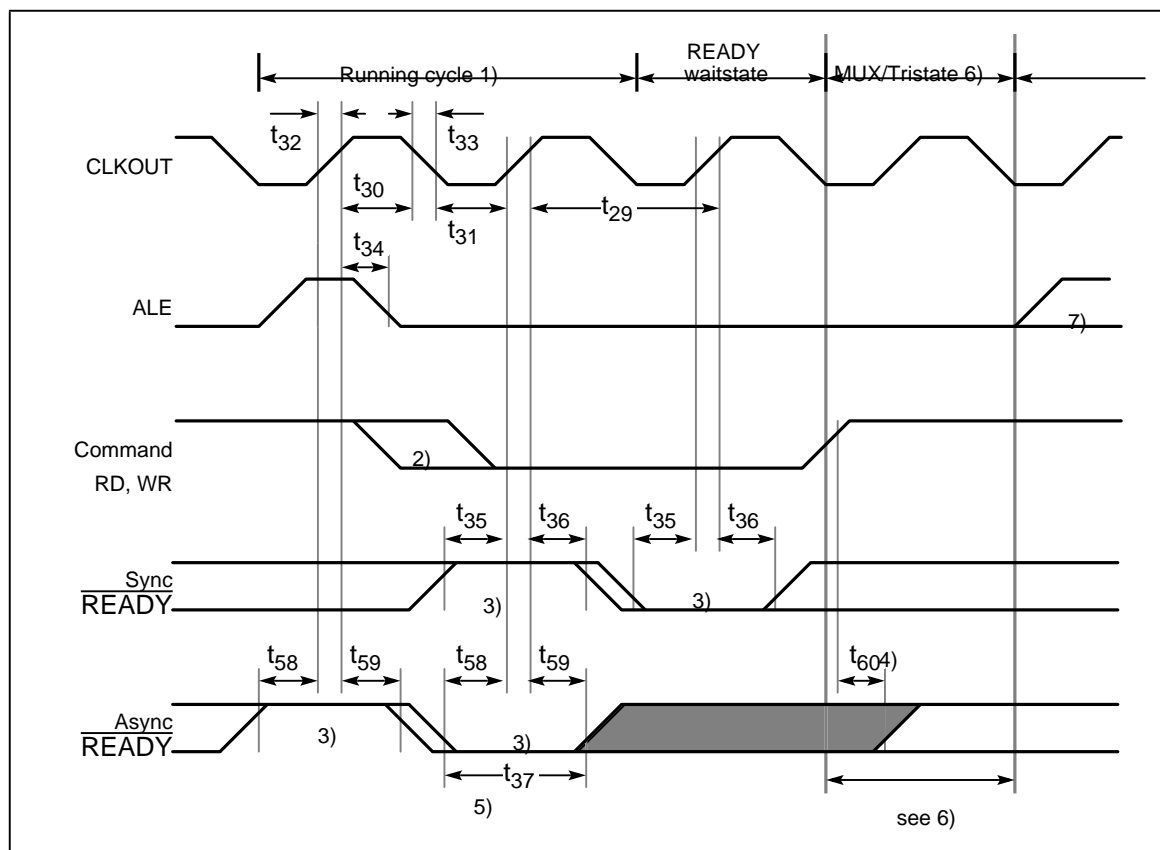 READY
Running cycle 1)
waitstate
MUX/Tristate 6)
t32
t33
CLKOUT
t30
t31
t29
t34
ALE
7)
Command
RD, WR
2)
t35
t36
t35
t36
Sync
READY
3)
3)
t58
t59
t58
t59
t604)
Async
READY
3)
3)
t37
5)
see 6)